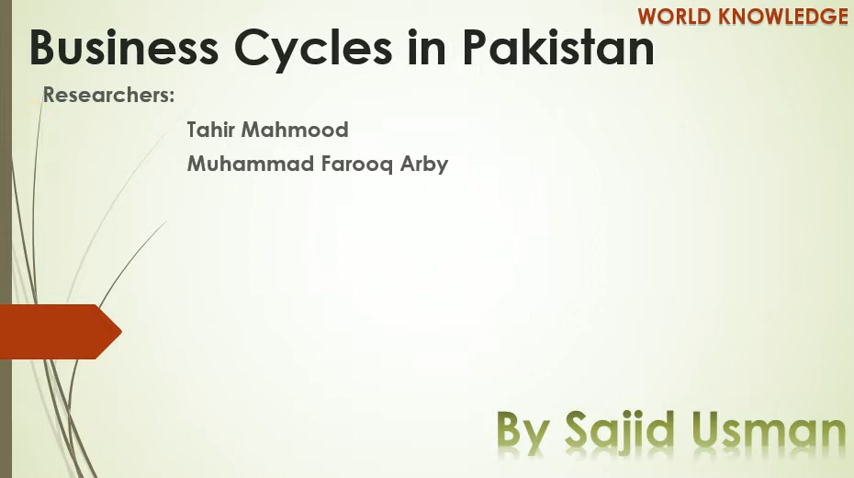 WORLD KNOWLEDGE
Business Cycles in Pakistan
Researchers:
Tahir Mahmood
Muhammad Farooq Arby
By Sajid Usman